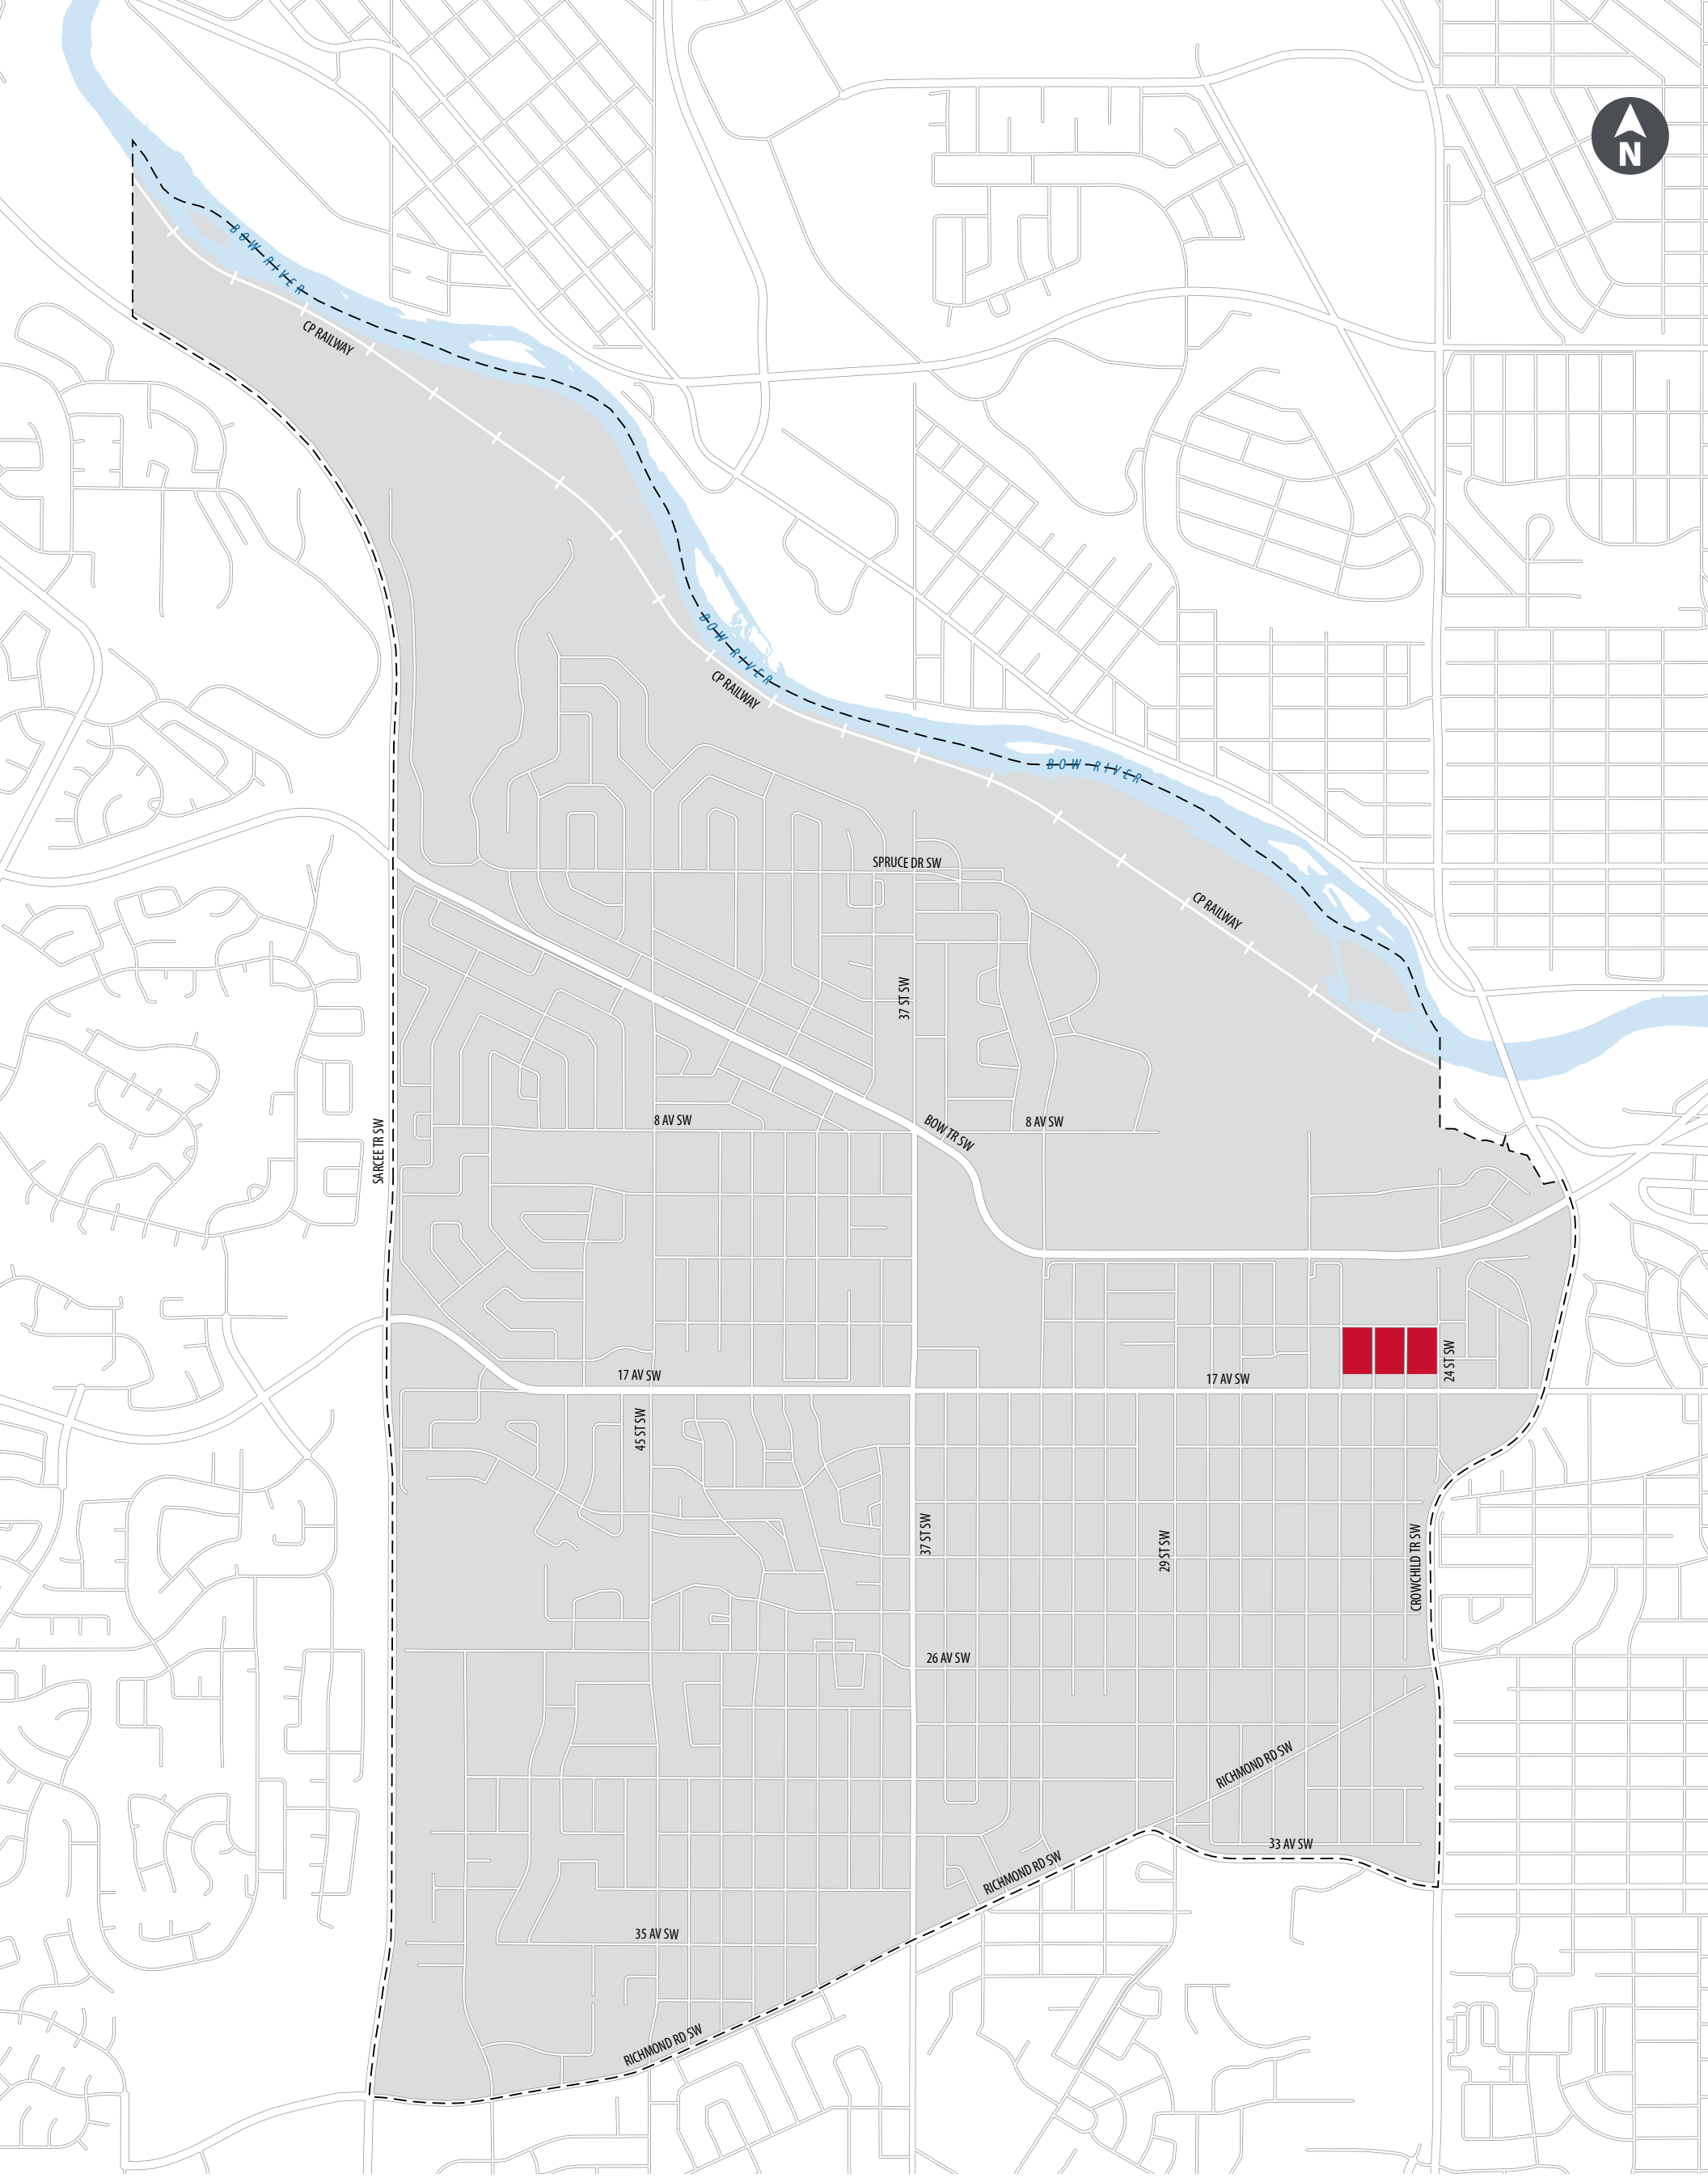 N
BOW RIVER
CP RAILWAY
BOW RIVER
CP RAILWAY
BOW RIVER
SPRUCE DR SW
CP RAILWAY
37 ST SW
8 AV SW
BOW TR SW
8 AV SW
SARCEE TR SW
24 ST SW
17 AV SW
17 AV SW
45 ST SW
37 ST SW
29 ST SW
CROWCHILD TR SW
26 AV SW
RICHMOND RD SW
33 AV SW
RICHMOND RD SW
35 AV SW
RICHMOND RD SW